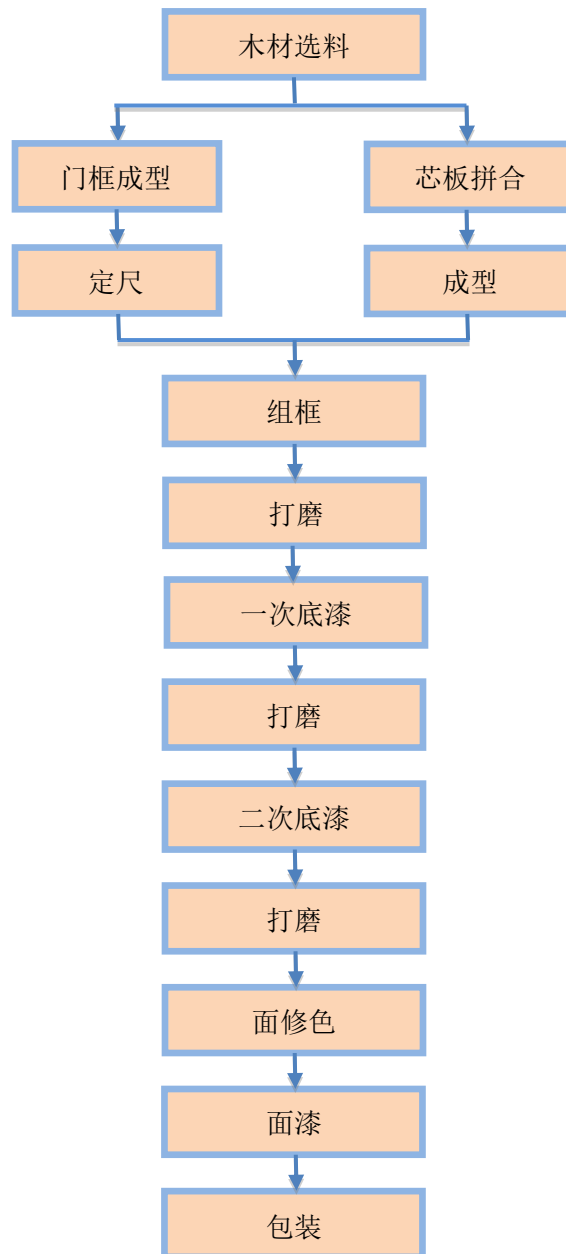 木材选料
门框成型
芯板拼合
定尺
成型
组框
打磨
一次底漆
打磨
二次底漆
打磨
面修色
面漆
包装